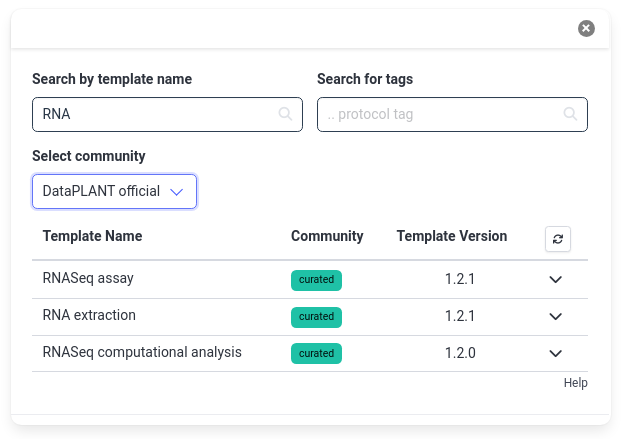 Search by template name Search for tags
RNA .. protocol tag
Select community
DataPLANT official
Template Name Community Template Version
RNASeq assay curated 1.2.1
RNA extraction curated 1.2.1
RNASeq computational analysis curated 1.2.0
Help